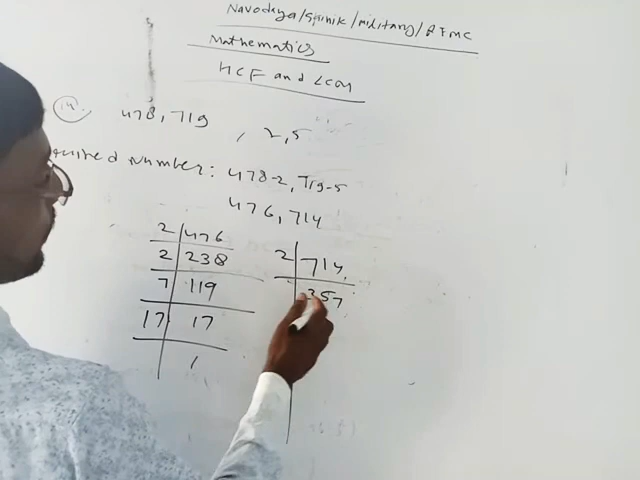 Navodaya/Sainik/military/RIMC
Mathematics
HCF and LCM
14. 478, 719 , 2, 5
quired Number: 478-2, 719-5
476, 714
2 | 476
2 | 238
7 | 119
17 | 17
1
2 | 714
357